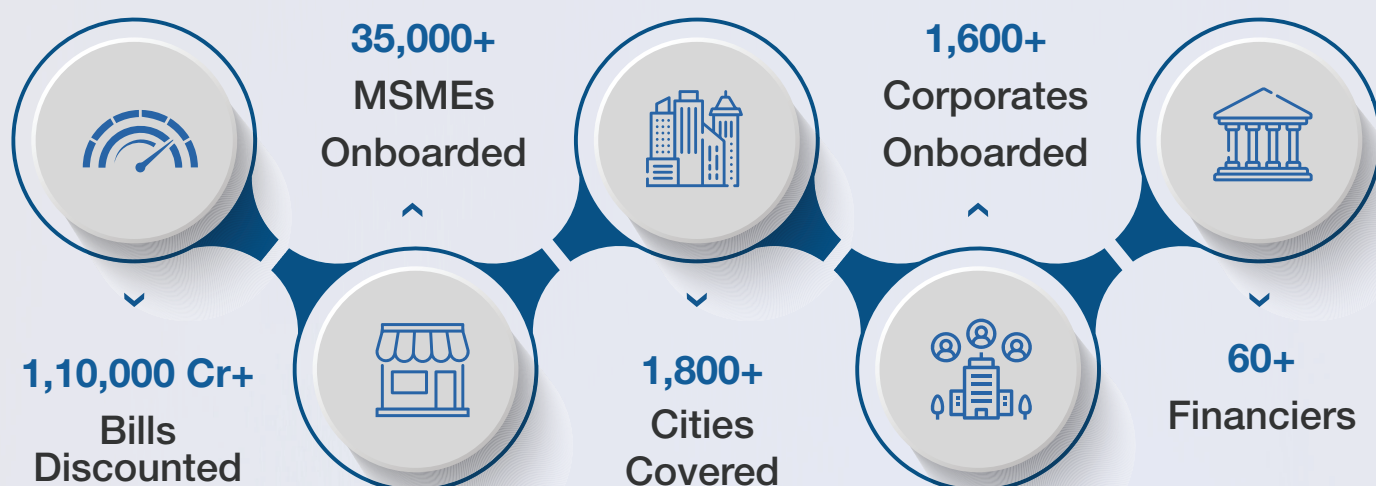 1,10,000 Cr+
Bills
Discounted
35,000+
MSMEs
Onboarded
1,800+
Cities
Covered
1,600+
Corporates
Onboarded
60+
Financiers